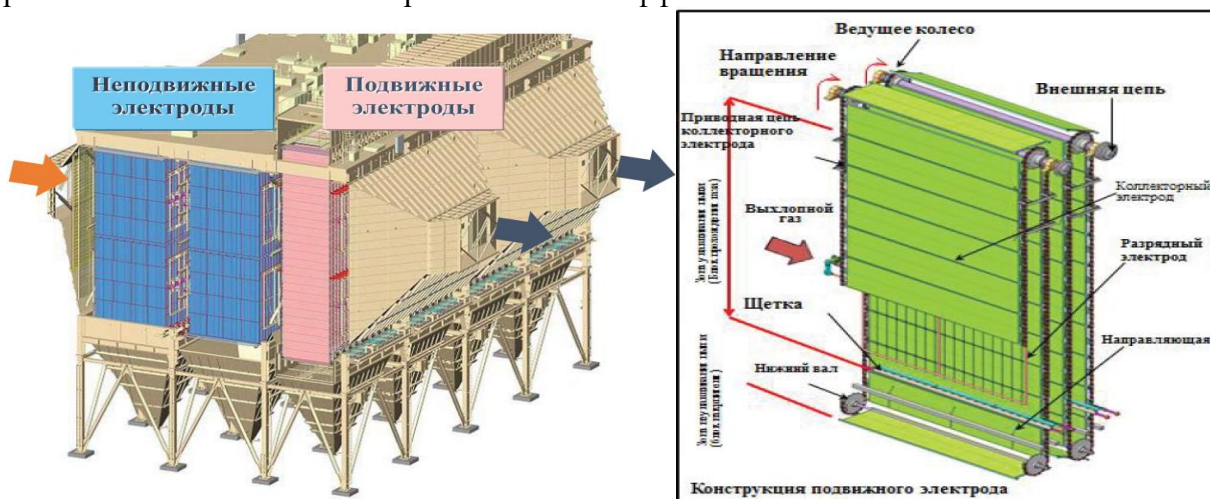 Неподвижные
электроды
Подвижные
электроды
Ведущее колесо
Направление
вращения
Внешняя цепь
Приводная цепь
коллекторного
электрода
Коллекторный
электрод
Выхлопной
газ
Разрядный
электрод
Щетка
Направляющая
Нижний вал
Конструкция подвижного электрода